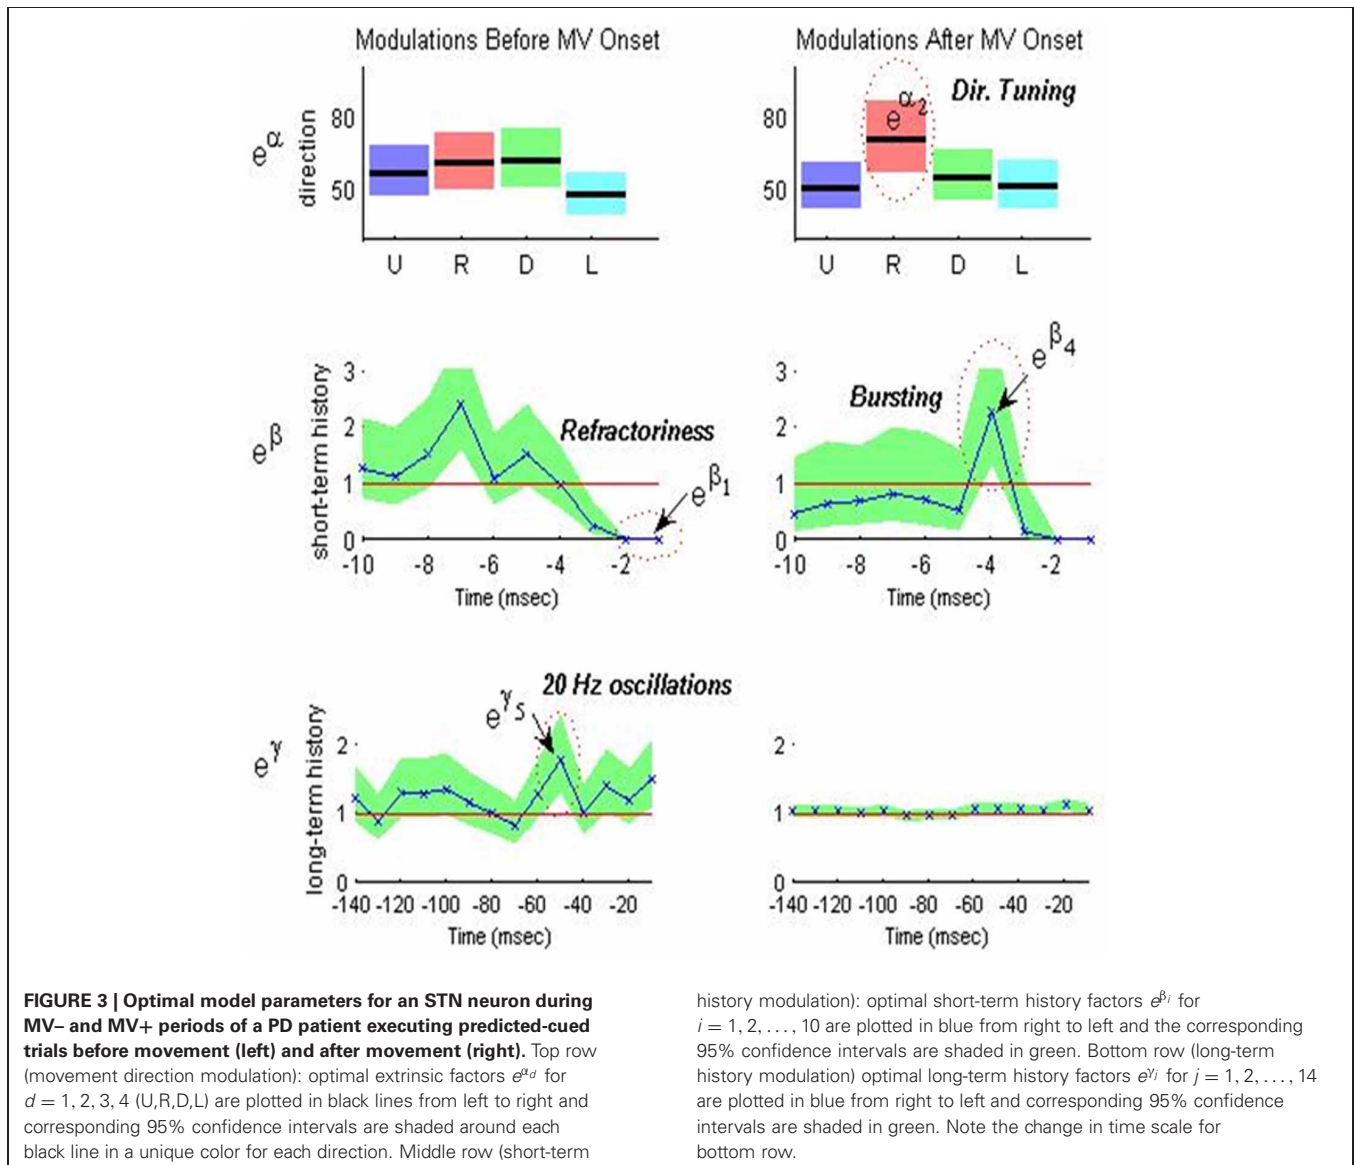 Modulations Before MV Onset
Modulations After MV Onset
e^α
direction
80
50
U R D L
80
50
e^α2
Dir. Tuning
U R D L
e^β
short-term history
3
2
1
0
Refractoriness
e^β1
-10 -8 -6 -4 -2
Time (msec)
3
2
1
0
Bursting
e^β4
-10 -8 -6 -4 -2
Time (msec)
e^γ
long-term history
2
1
0
e^γ5
20 Hz oscillations
-140 -120 -100 -80 -60 -40 -20
Time (msec)
2
1
0
-140 -120 -100 -80 -60 -40 -20
Time (msec)
FIGURE 3 | Optimal model parameters for an STN neuron during
MV– and MV+ periods of a PD patient executing predicted-cued
trials before movement (left) and after movement (right). Top row
(movement direction modulation): optimal extrinsic factors e^αd for
d = 1, 2, 3, 4 (U,R,D,L) are plotted in black lines from left to right and
corresponding 95% confidence intervals are shaded around each
black line in a unique color for each direction. Middle row (short-term
history modulation): optimal short-term history factors e^βi for
i = 1, 2, . . . , 10 are plotted in blue from right to left and the corresponding
95% confidence intervals are shaded in green. Bottom row (long-term
history modulation) optimal long-term history factors e^γj for j = 1, 2, . . . , 14
are plotted in blue from right to left and corresponding 95% confidence
intervals are shaded in green. Note the change in time scale for
bottom row.